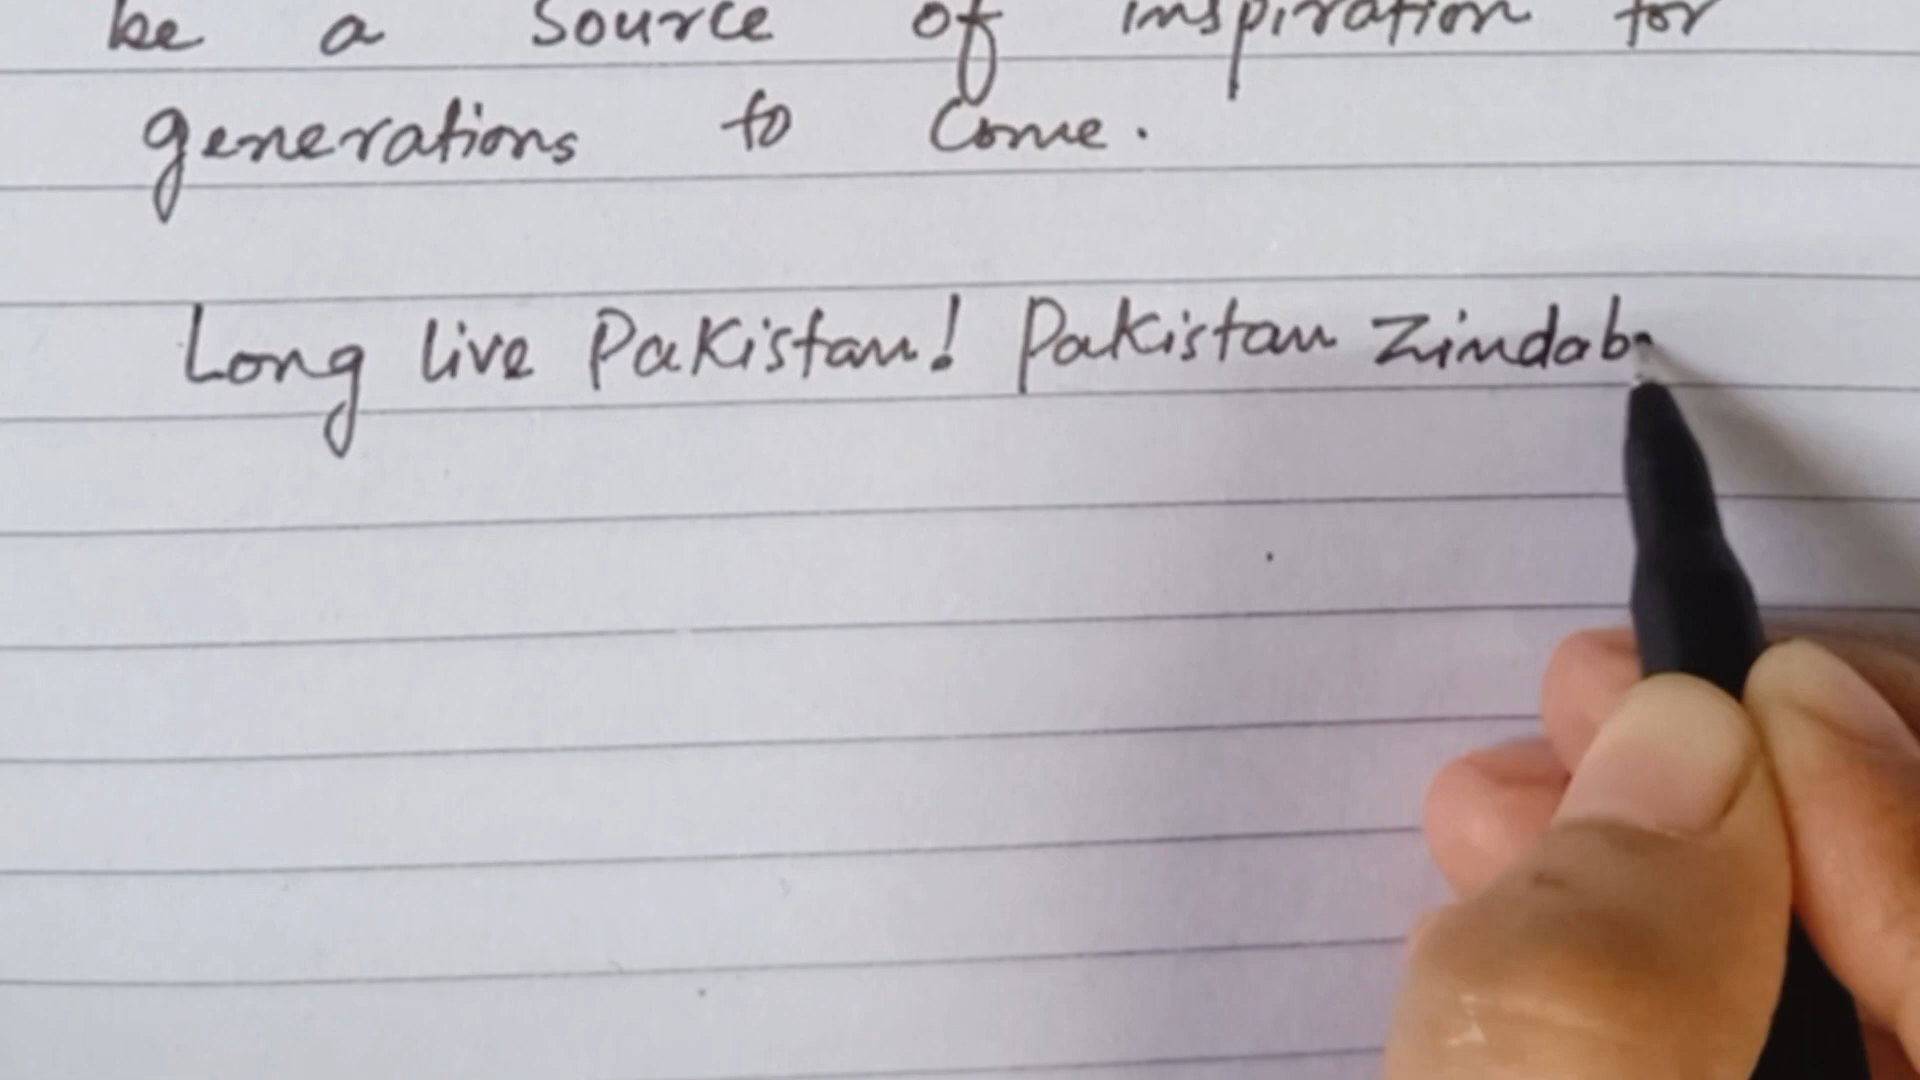 be a Source of inspiration for
generations to Come.
Long live Pakistan! Pakistan Zindab